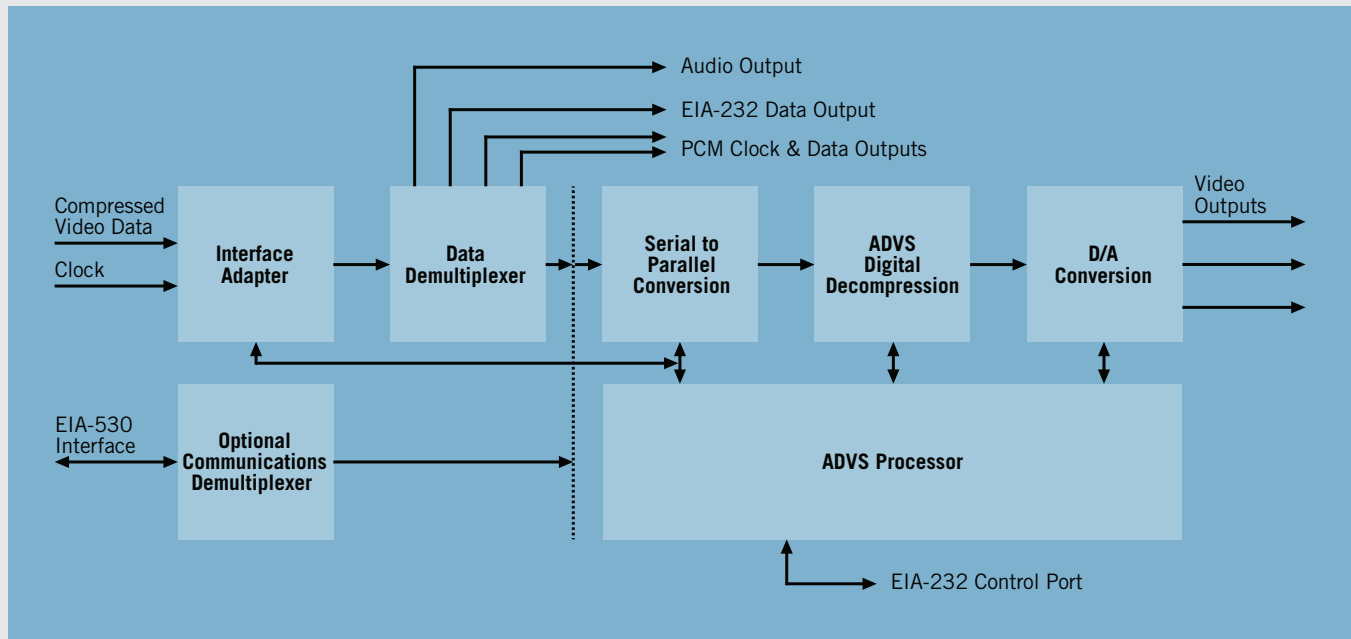 Audio Output
EIA-232 Data Output
PCM Clock & Data Outputs
Compressed
Video Data
Clock
Interface
Adapter
Data
Demultiplexer
Serial to
Parallel
Conversion
ADVS
Digital
Decompression
D/A
Conversion
Video
Outputs
EIA-530
Interface
Optional
Communications
Demultiplexer
ADVS Processor
EIA-232 Control Port